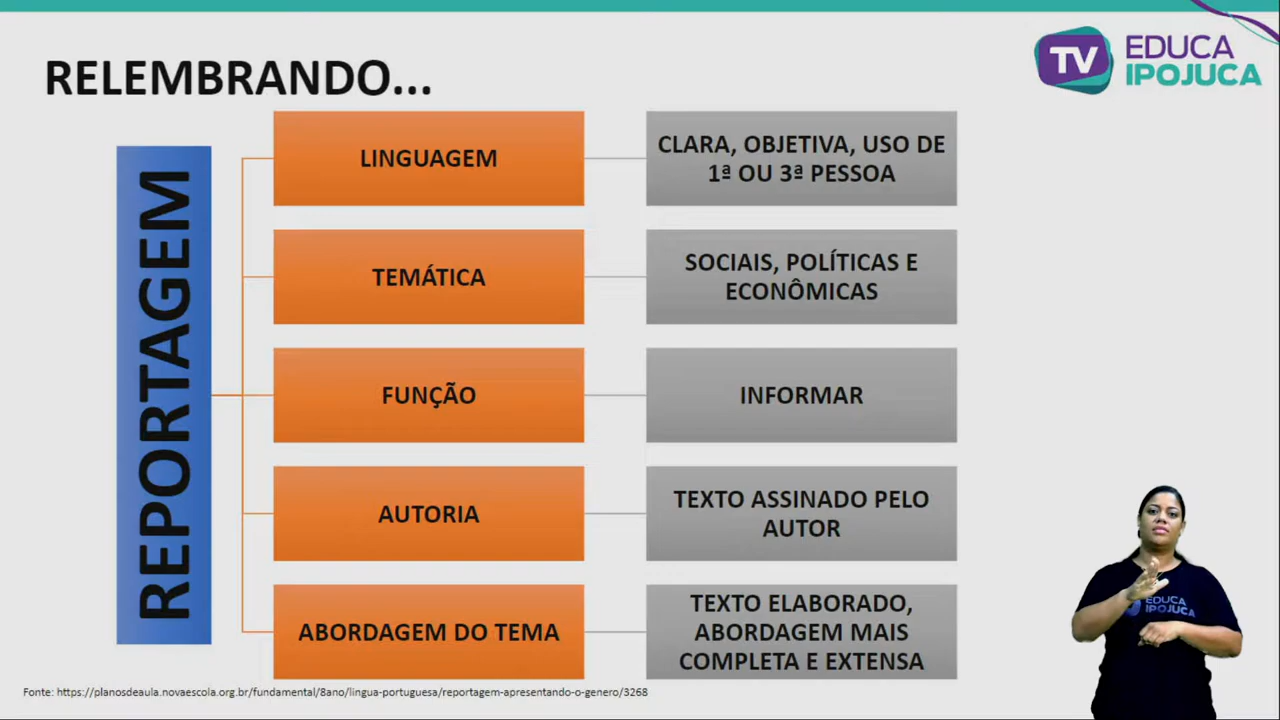 RELEMBRANDO...
TV
EDUCA
IPOJUCA
REPORTAGEM
LINGUAGEM
CLARA, OBJETIVA, USO DE
1ª OU 3ª PESSOA
TEMÁTICA
SOCIAIS, POLÍTICAS E
ECONÔMICAS
FUNÇÃO
INFORMAR
AUTORIA
TEXTO ASSINADO PELO
AUTOR
ABORDAGEM DO TEMA
TEXTO ELABORADO,
ABORDAGEM MAIS
COMPLETA E EXTENSA
EDUCA
IPOJUCA
Fonte: https://planosdeaula.novaescola.org.br/fundamental/8ano/lingua-portuguesa/reportagem-apresentando-o-genero/3268